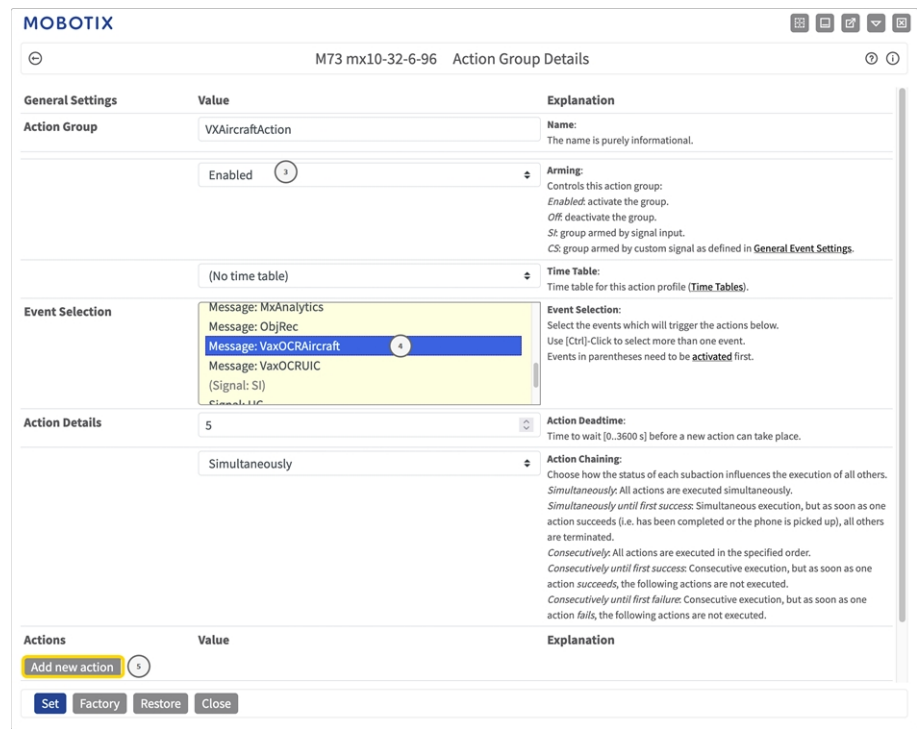 MOBOTIX
M73 mx10-32-6-96 Action Group Details
General Settings Value Explanation
Action Group VXAircraftAction Name:
The name is purely informational.
Enabled 3 Arming:
Controls this action group:
Enabled: activate the group.
Off: deactivate the group.
SI: group armed by signal input.
CS: group armed by custom signal as defined in General Event Settings.
(No time table) Time Table:
Time table for this action profile (Time Tables).
Event Selection Message: MxAnalytics Event Selection:
Message: ObjRec Select the events which will trigger the actions below.
Message: VaxOCRAircraft 4 Use [Ctrl]-Click to select more than one event.
Message: VaxOCRUIC Events in parentheses need to be activated first.
(Signal: SI)
Signal: UC
Action Details 5 Action Deadtime:
Time to wait [0..3600 s] before a new action can take place.
Simultaneously Action Chaining:
Choose how the status of each subaction influences the execution of all others.
Simultaneously: All actions are executed simultaneously.
Simultaneously until first success: Simultaneous execution, but as soon as one
action succeeds (i.e. has been completed or the phone is picked up), all others
are terminated.
Consecutively: All actions are executed in the specified order.
Consecutively until first success: Consecutive execution, but as soon as one
action succeeds, the following actions are not executed.
Consecutively until first failure: Consecutive execution, but as soon as one
action fails, the following actions are not executed.
Actions Value Explanation
Add new action 5
Set Factory Restore Close